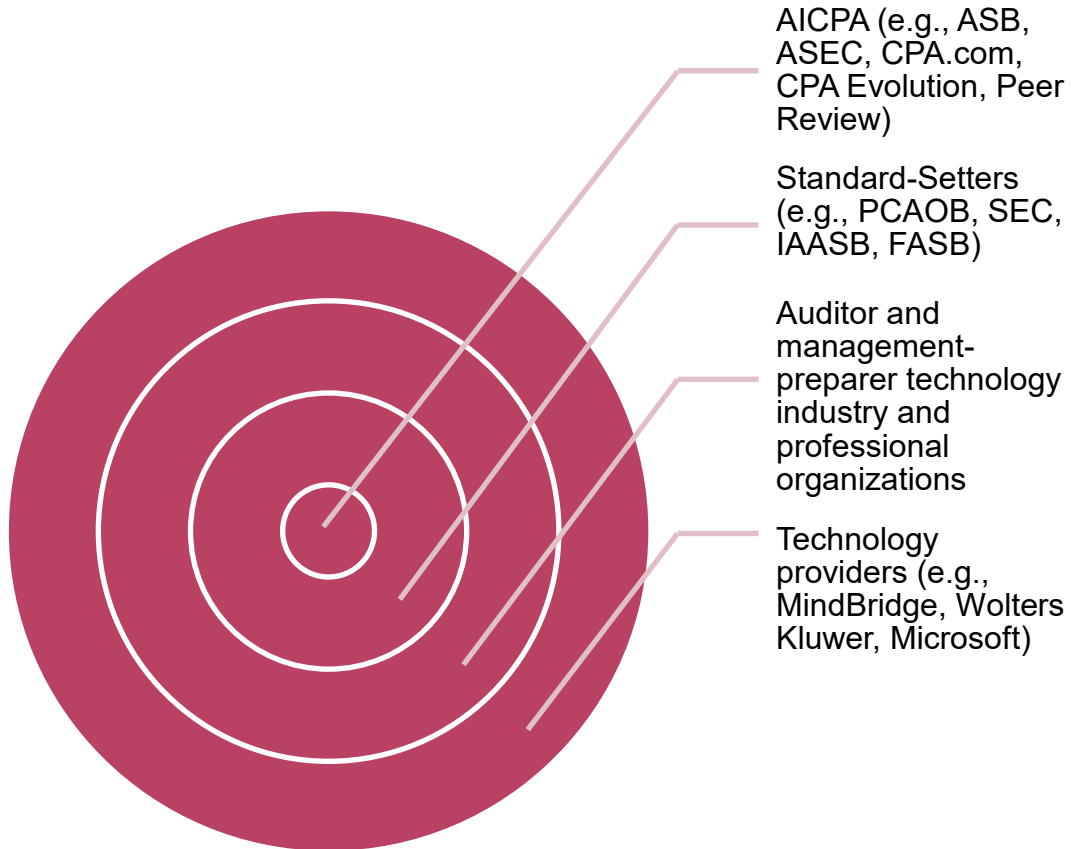 AICPA (e.g., ASB,
ASEC, CPA.com,
CPA Evolution, Peer
Review)
Standard-Setters
(e.g., PCAOB, SEC,
IAASB, FASB)
Auditor and
management-
preparer technology
industry and
professional
organizations
Technology
providers (e.g.,
MindBridge, Wolters
Kluwer, Microsoft)